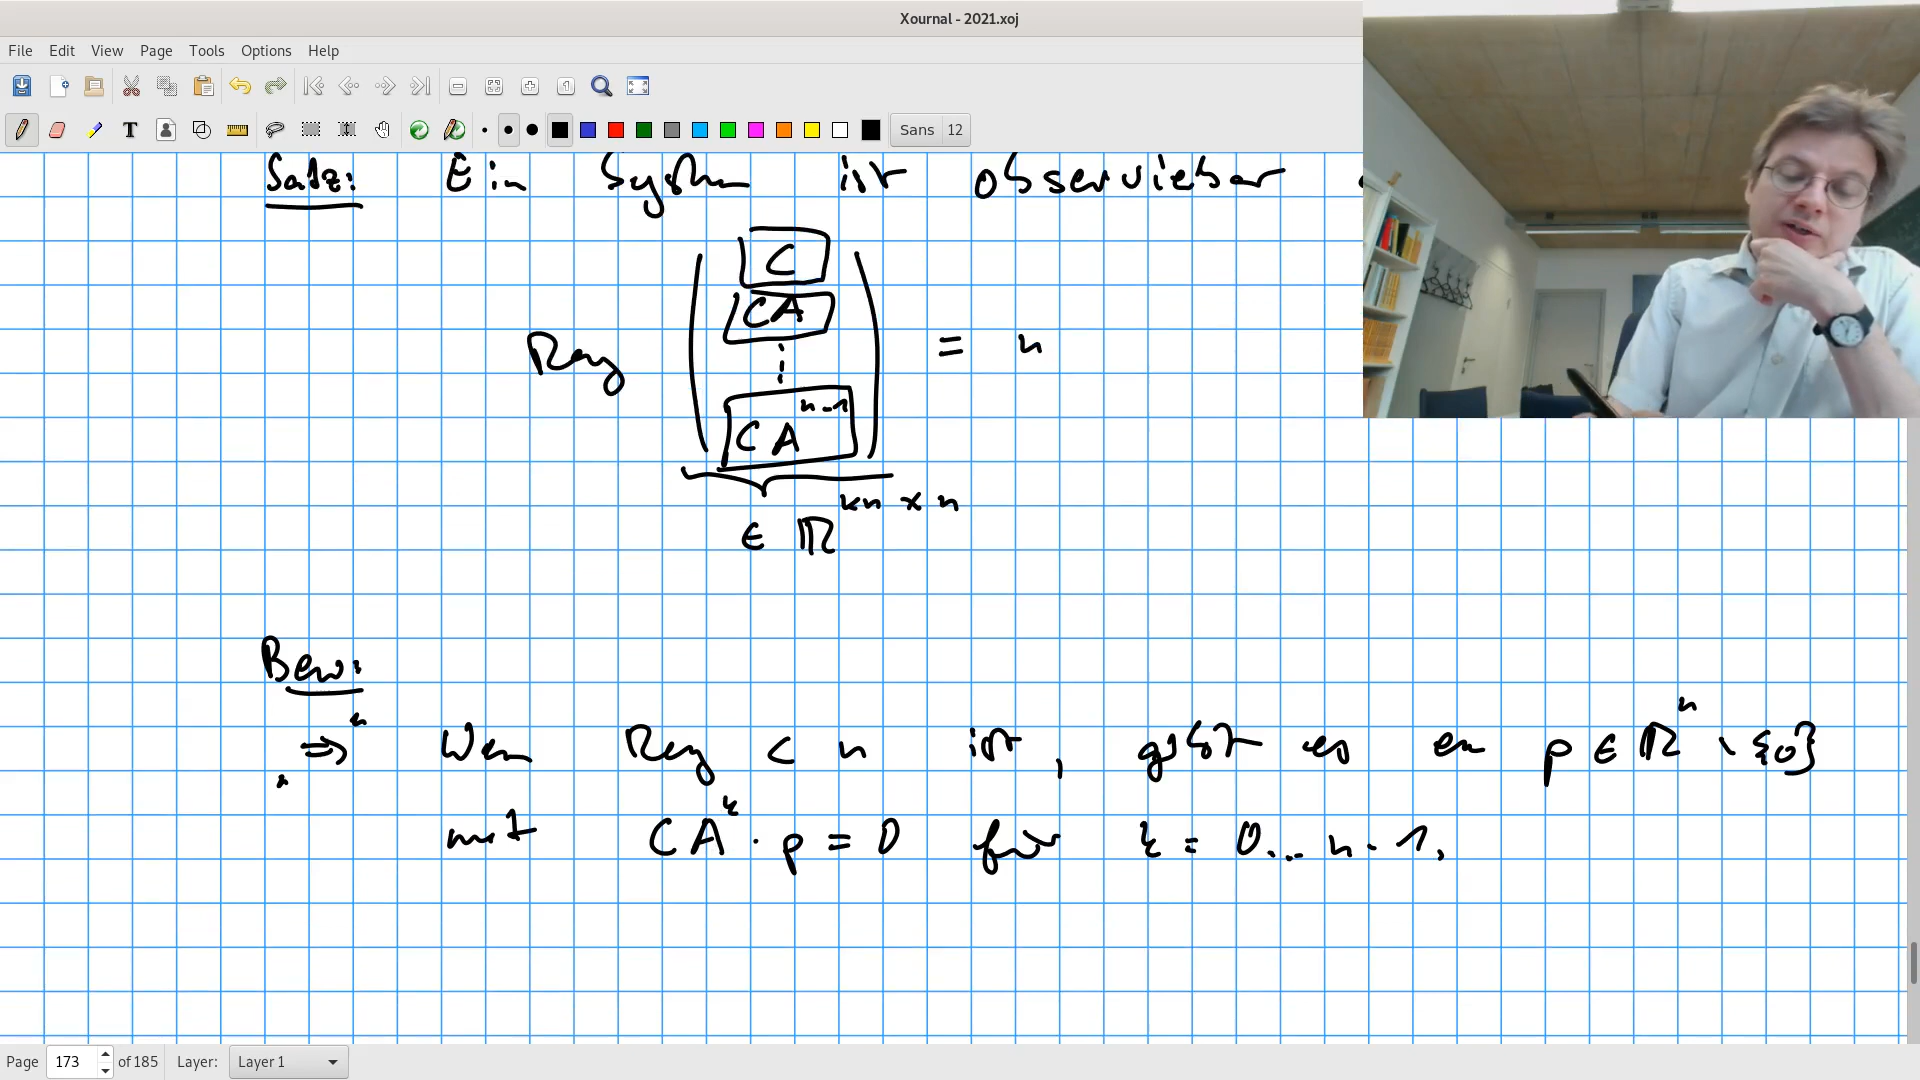 Xournal - 2021.xoj
File Edit View Page Tools Options Help
Sans 12
Satz: Ein System ist observierbar
C
CA
Rang = n
CA^{n-1}
∈ ℝ^{kn × n}
Bew:
"⇒" Wenn Rang < n ist, gibt es ein p ∈ ℝ^n \ {0}
mit CA^k · p = 0 für k = 0 ... n-1.
Page 173 of 185 Layer: Layer 1